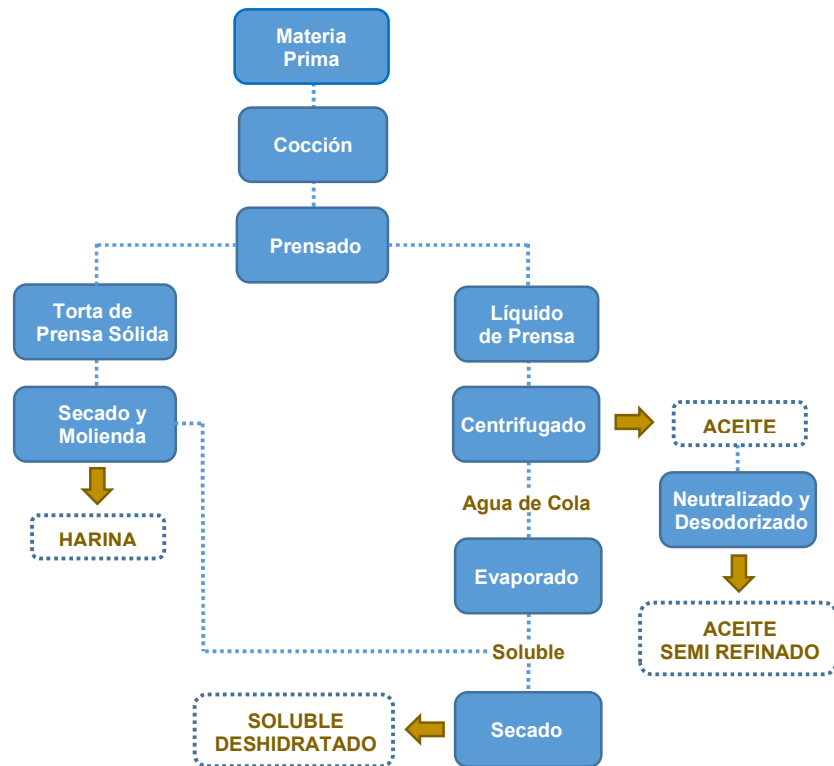 Materia
Prima
Cocción
Prensado
Torta de
Prensa Sólida
Líquido
de Prensa
Secado y
Molienda
Centrifugado
ACEITE
HARINA
Agua de Cola
Neutralizado y
Desodorizado
Evaporado
ACEITE
SEMI REFINADO
Soluble
SOLUBLE
DESHIDRATADO
Secado